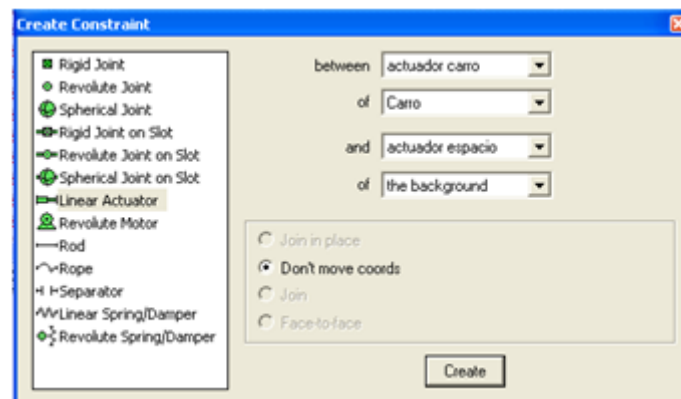 Create Constraint
Rigid Joint
Revolute Joint
Spherical Joint
Rigid Joint on Slot
Revolute Joint on Slot
Spherical Joint on Slot
Linear Actuator
Revolute Motor
Rod
Rope
Separator
Linear Spring/Damper
Revolute Spring/Damper
between actuador carro
of Carro
and actuador espacio
of the background
Join in place
Don't move coords
Join
Face-to-face
Create